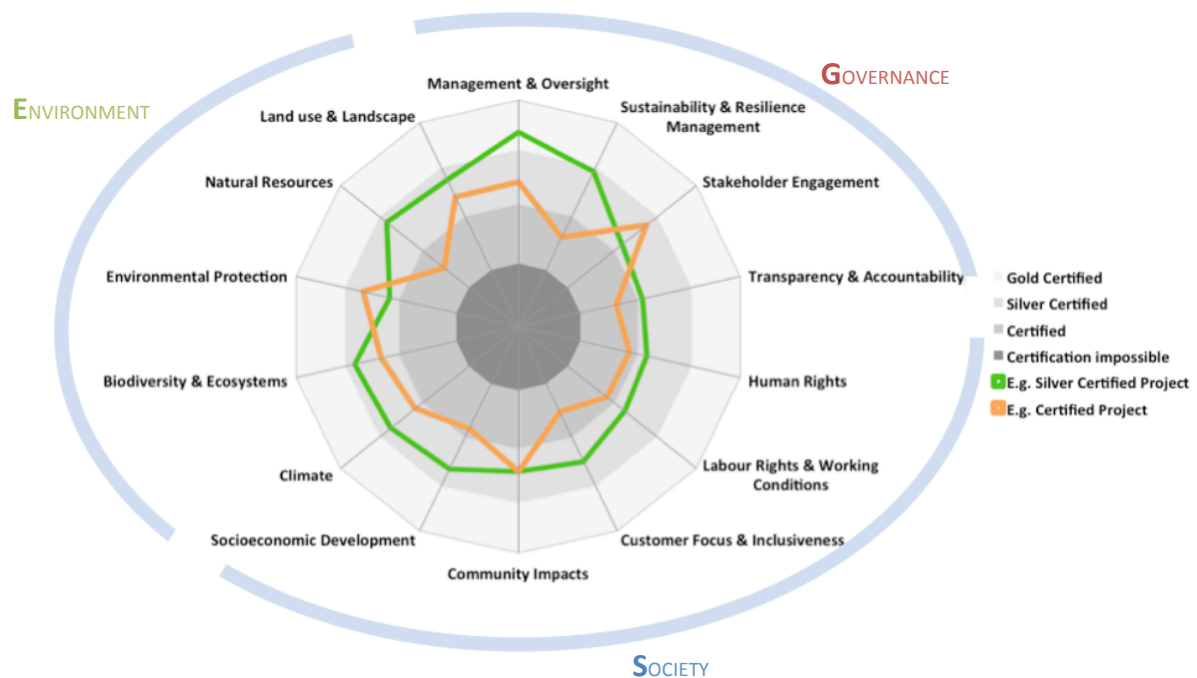 GOVERNANCE
ENVIRONMENT
Management & Oversight
Sustainability & Resilience
Management
Land use & Landscape
Natural Resources
Stakeholder Engagement
Environmental Protection
Transparency & Accountability
Gold Certified
Silver Certified
Certified
Certification impossible
E.g. Silver Certified Project
E.g. Certified Project
Biodiversity & Ecosystems
Human Rights
Climate
Labour Rights & Working
Conditions
Socioeconomic Development
Customer Focus & Inclusiveness
Community Impacts
SOCIETY